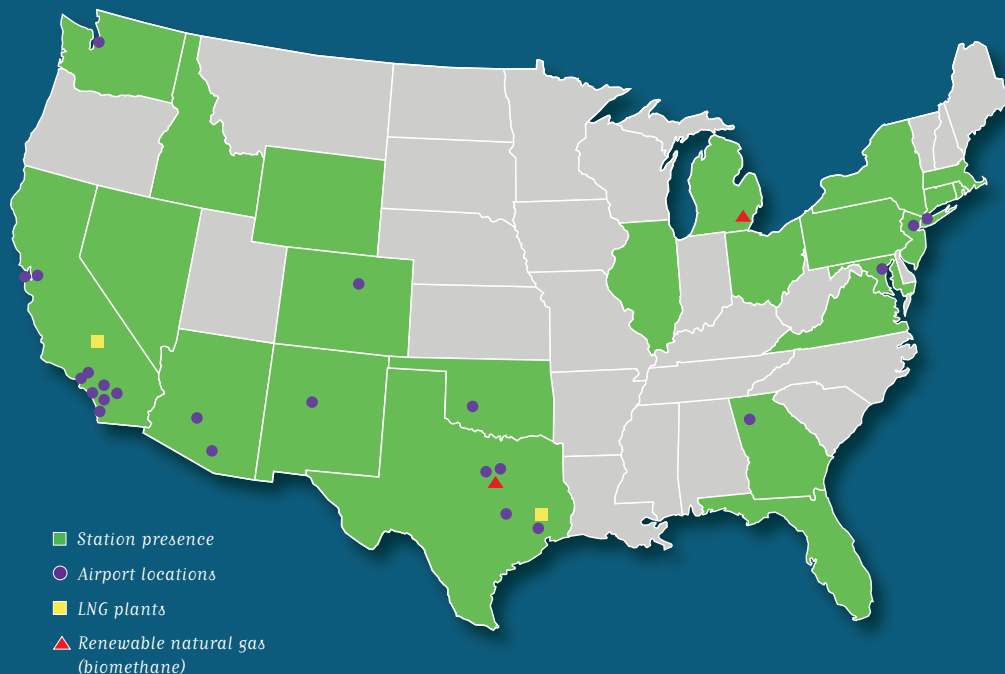 Station presence
Airport locations
LNG plants
Renewable natural gas
(biomethane)